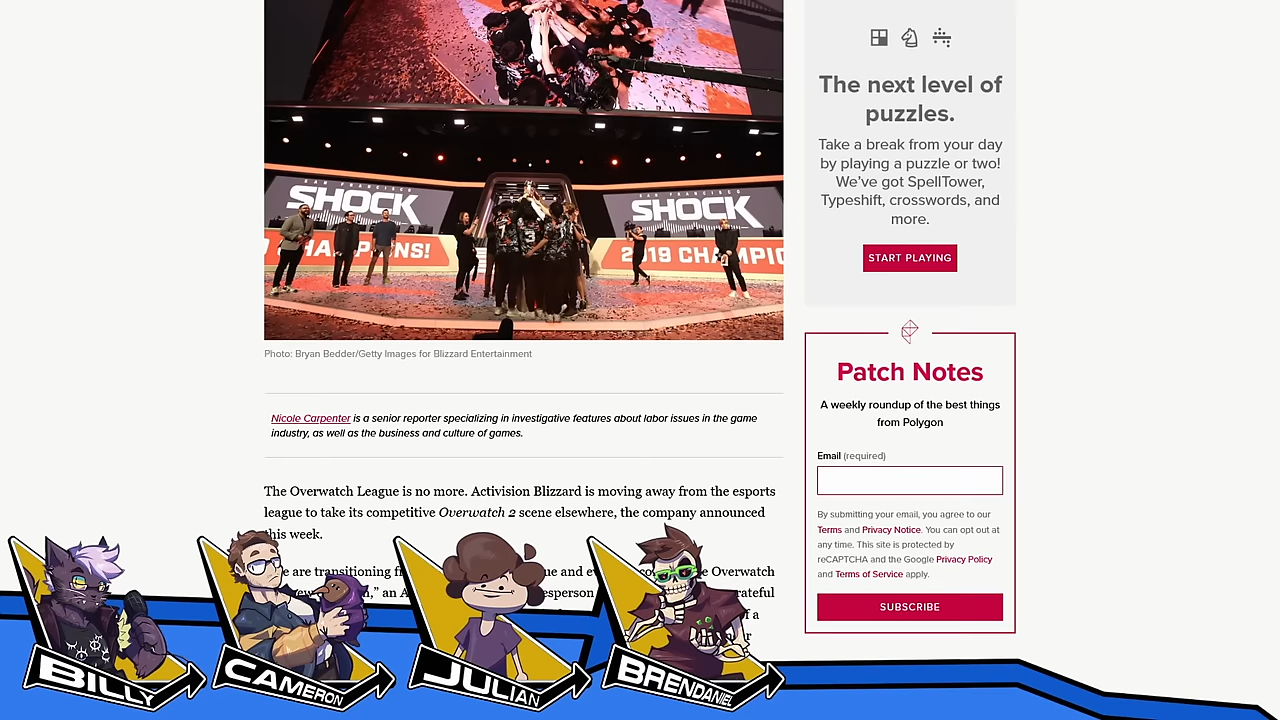 SAN FRANCISCO
SHOCK
SAN FRANCISCO
SHOCK
CHAMPIONS!
2019 CHAMPIO
Photo: Bryan Bedder/Getty Images for Blizzard Entertainment
Nicole Carpenter is a senior reporter specializing in investigative features about labor issues in the game
industry, as well as the business and culture of games.
The Overwatch League is no more. Activision Blizzard is moving away from the esports
league to take its competitive Overwatch 2 scene elsewhere, the company announced
this week.
are transitioning
Overwatch
The next level of
puzzles.
Take a break from your day
by playing a puzzle or two!
We've got SpellTower,
Typeshift, crosswords, and
more.
START PLAYING
Patch Notes
A weekly roundup of the best things
from Polygon
Email (required)
By submitting your email, you agree to our
Terms and Privacy Notice. You can opt out at
any time. This site is protected by
reCAPTCHA and the Google Privacy Policy
and Terms of Service apply.
SUBSCRIBE
BILLY
CAMERON
JULIAN
BRENDANIEL